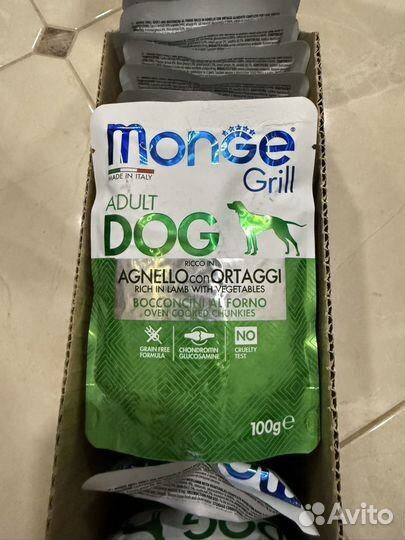 MONGE
Grill
MADE IN ITALY
ADULT
DOG
RICCO IN
AGNELLO con ORTAGGI
RICH IN LAMB WITH VEGETABLES
BOCCONCINI AL FORNO
OVEN COOKED CHUNKIES
GRAIN FREE
FORMULA
CHONDROITIN
GLUCOSAMINE
NO
CRUELTY
TEST
100g e
Avito